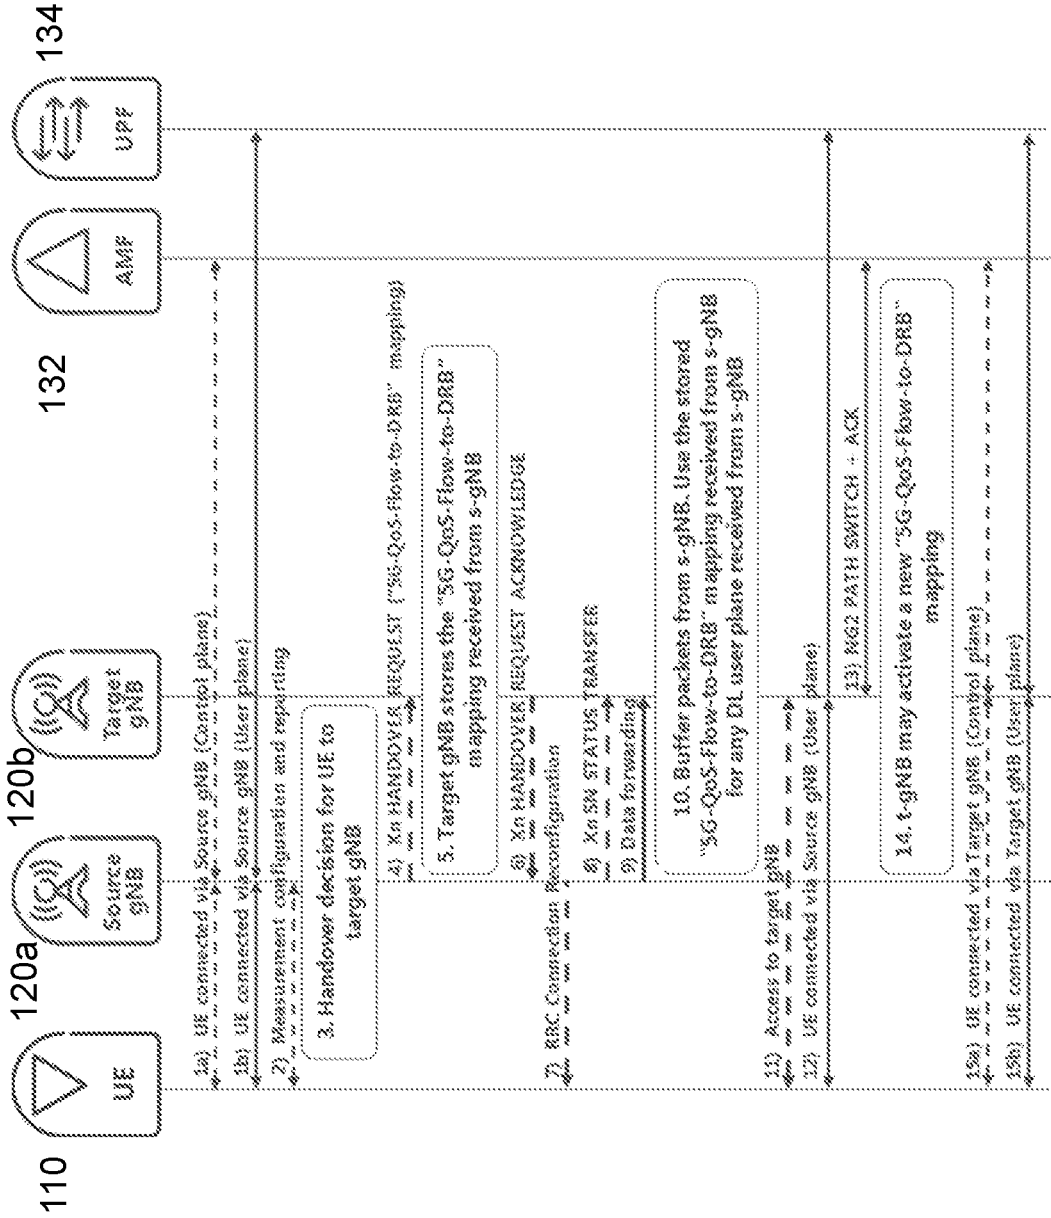 110
120a
120b
132
134
UE
Source
gNB
Target
gNB
AMF
UPF
1a) UE connected via Source gNB (Control plane)
1b) UE connected via Source gNB (User plane)
2) Measurement configuration and reporting
3. Handover decision for UE to
target gNB
4) Xn HANDOVER REQUEST ("5G-QoS-Flow-to-DRB" mapping)
5. Target gNB stores the "5G-QoS-Flow-to-DRB"
mapping received from s-gNB
6) Xn HANDOVER REQUEST ACKNOWLEDGE
7) RRC Connection Reconfiguration
8) Xn SN STATUS TRANSFER
9) Data forwarding
10. Buffer packets from s-gNB. Use the stored
"5G-QoS-Flow-to-DRB" mapping received from s-gNB
for any DL user plane received from s-gNB
11) Access to target gNB
12) UE connected via Source gNB (User plane)
13) NG2 PATH SWITCH + ACK
14. t-gNB may activate a new "5G-QoS-Flow-to-DRB"
mapping
15a) UE connected via Target gNB (Control plane)
15b) UE connected via Target gNB (User plane)